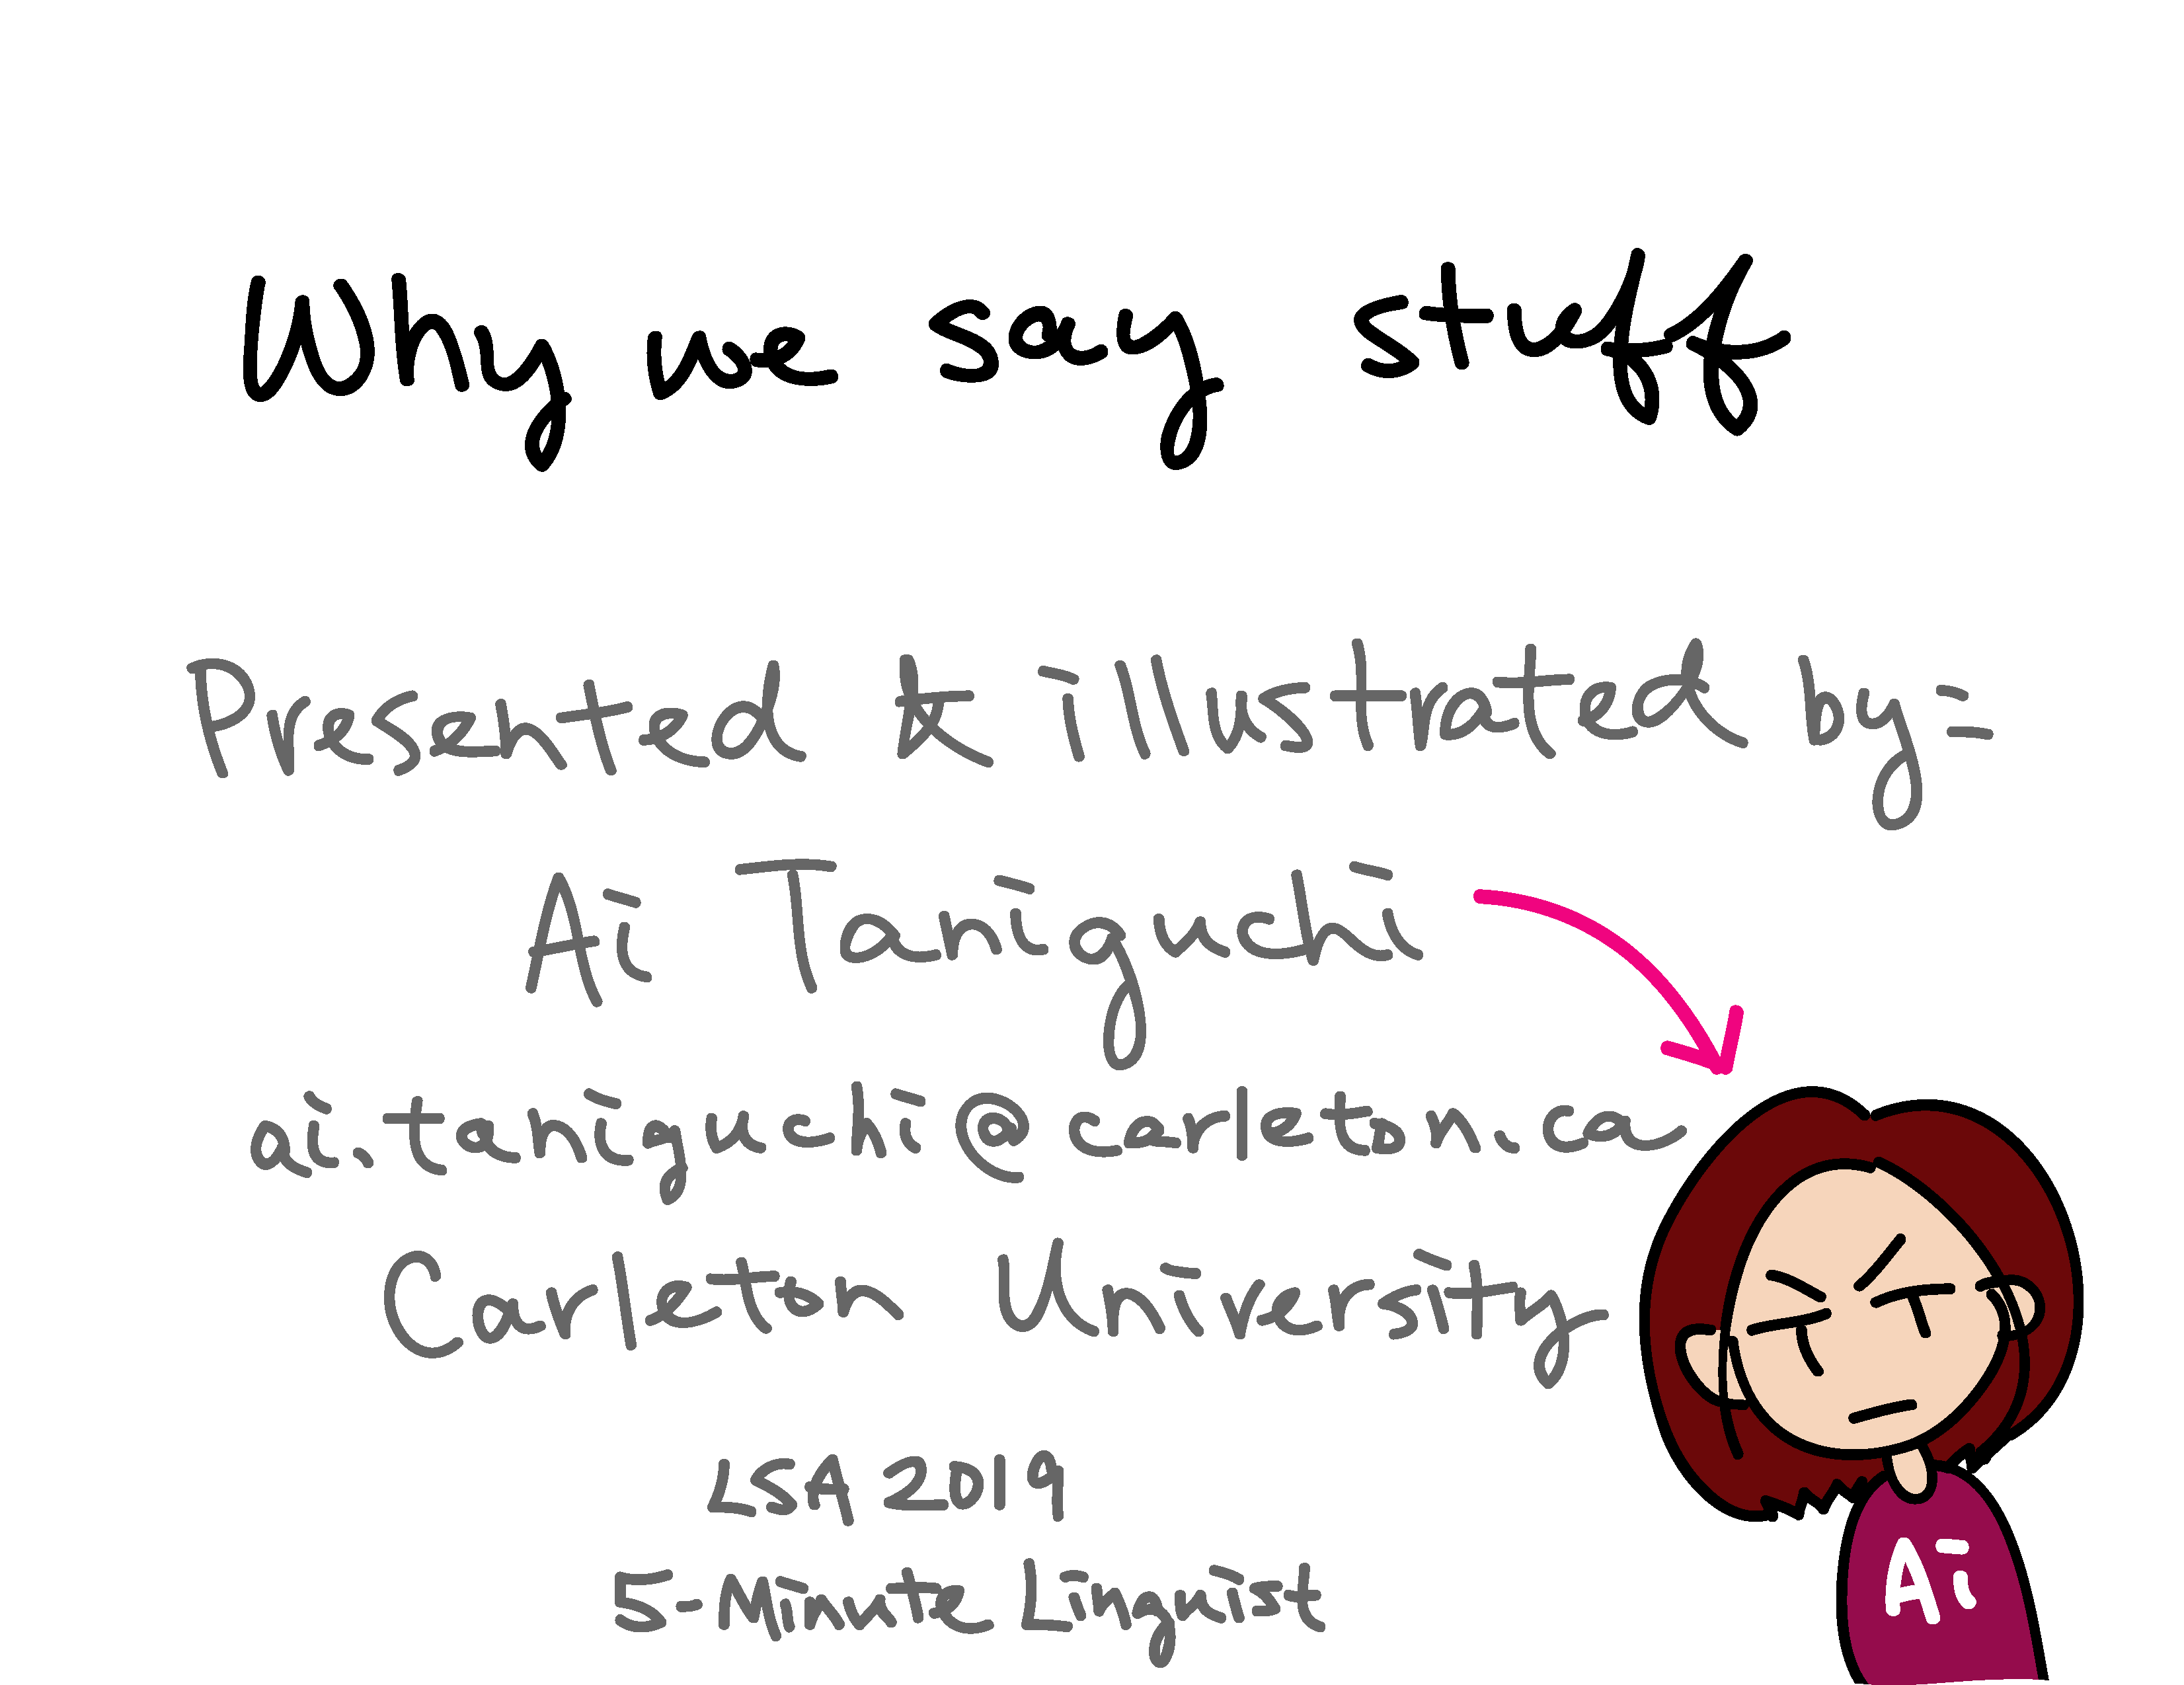 Why we say stuff
Presented & illustrated by:
Ai Taniguchi
ai.taniguchi@carleton.ca
Carleton University
LSA 2019
5-Minute Linguist
Ai